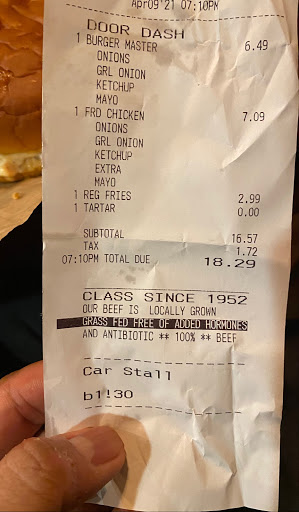 Apr09'21 07:10PM
DOOR DASH
1 BURGER MASTER 6.49
ONIONS
GRL ONION
KETCHUP
MAYO
1 FRD CHICKEN 7.09
ONIONS
GRL ONION
KETCHUP
EXTRA
MAYO
1 REG FRIES 2.99
1 TARTAR 0.00
SUBTOTAL 16.57
TAX 1.72
07:10PM TOTAL DUE 18.29
CLASS SINCE 1952
OUR BEEF IS LOCALLY GROWN
GRASS FED FREE OF ADDED HORMONES
AND ANTIBIOTIC ** 100% ** BEEF
Car Stall
b1!30